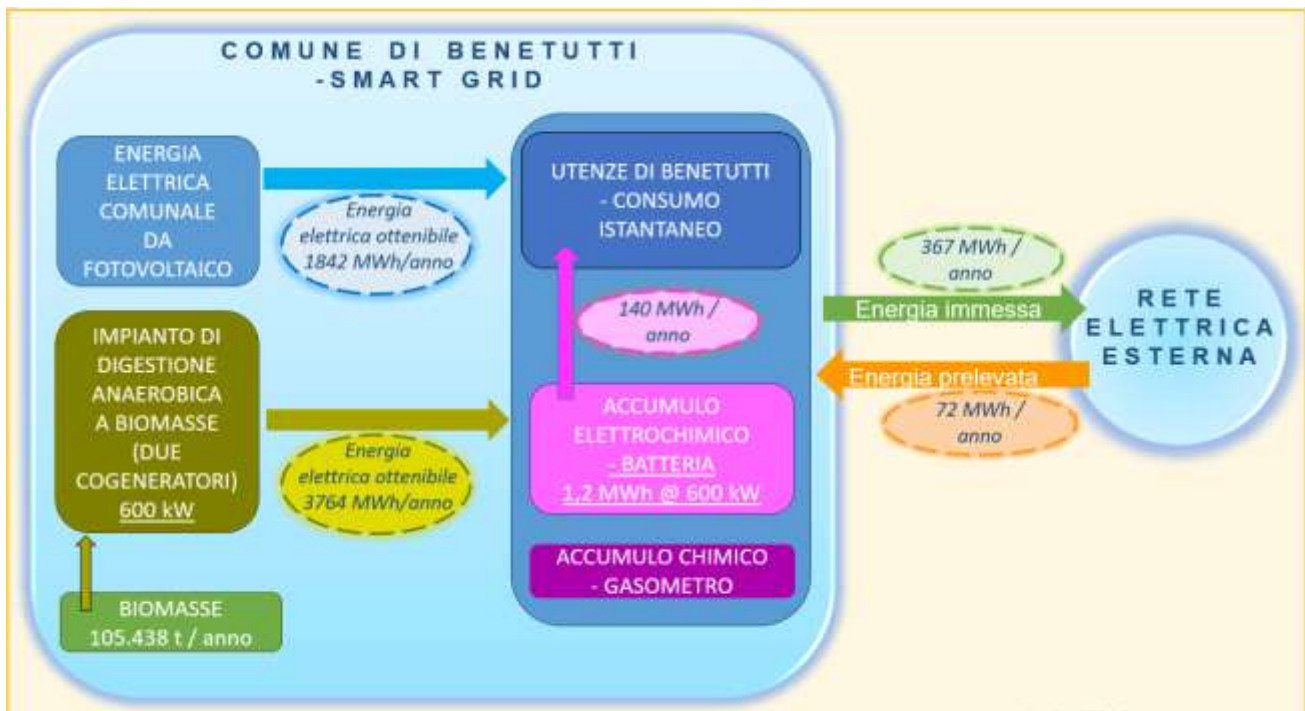 COMUNE DI BENETUTTI
-SMART GRID
ENERGIA
ELETTRICA
COMUNALE
DA
FOTOVOLTAICO
Energia
elettrica ottenibile
1842 MWh/anno
UTENZE DI BENETUTTI
- CONSUMO
ISTANTANEO
140 MWh /
anno
IMPIANTO DI
DIGESTIONE
ANAEROBICA
A BIOMASSE
(DUE
COGENERATORI)
600 kW
Energia
elettrica ottenibile
3764 MWh/anno
ACCUMULO
ELETTROCHIMICO
- BATTERIA
1,2 MWh @ 600 kW
ACCUMULO CHIMICO
- GASOMETRO
BIOMASSE
105.438 t / anno
367 MWh /
anno
Energia immessa
Energia prelevata
72 MWh /
anno
RETE
ELETTRICA
ESTERNA